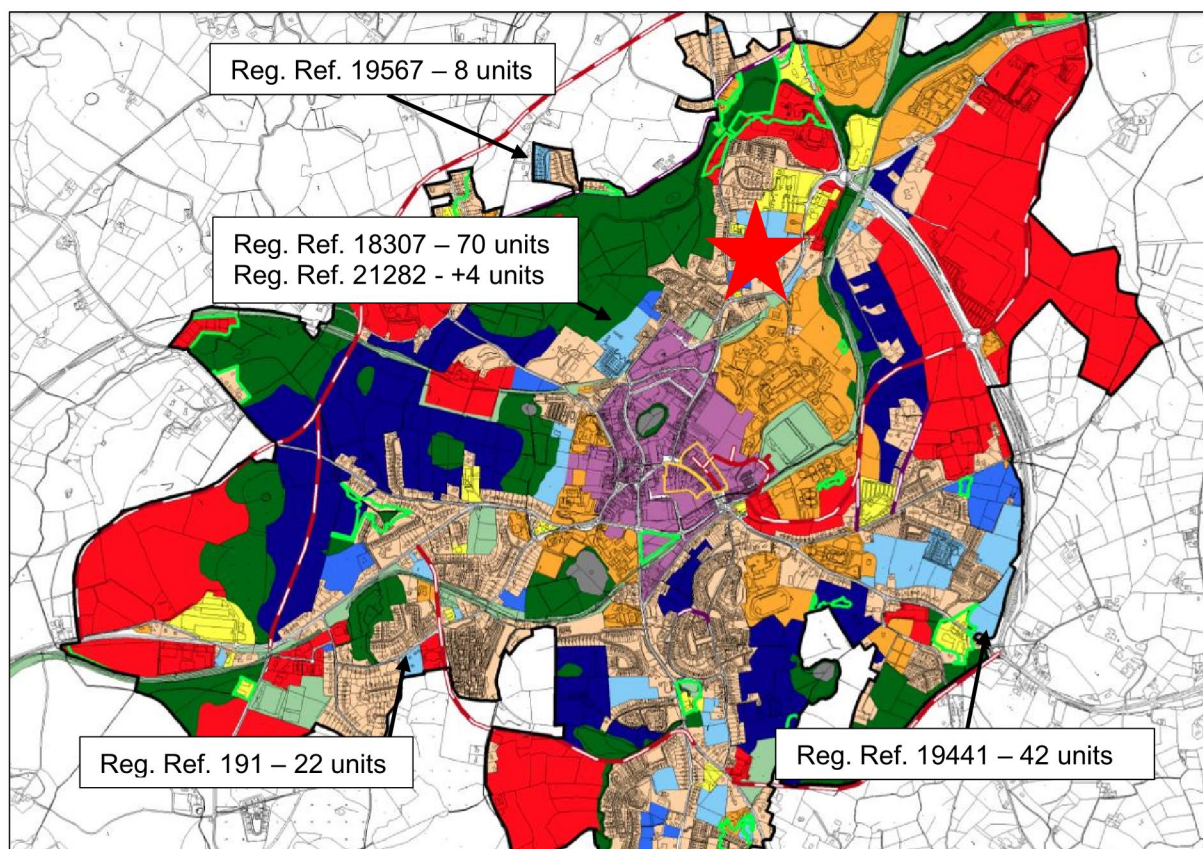 Reg. Ref. 19567 – 8 units
Reg. Ref. 18307 – 70 units
Reg. Ref. 21282 - +4 units
Reg. Ref. 191 – 22 units
Reg. Ref. 19441 – 42 units